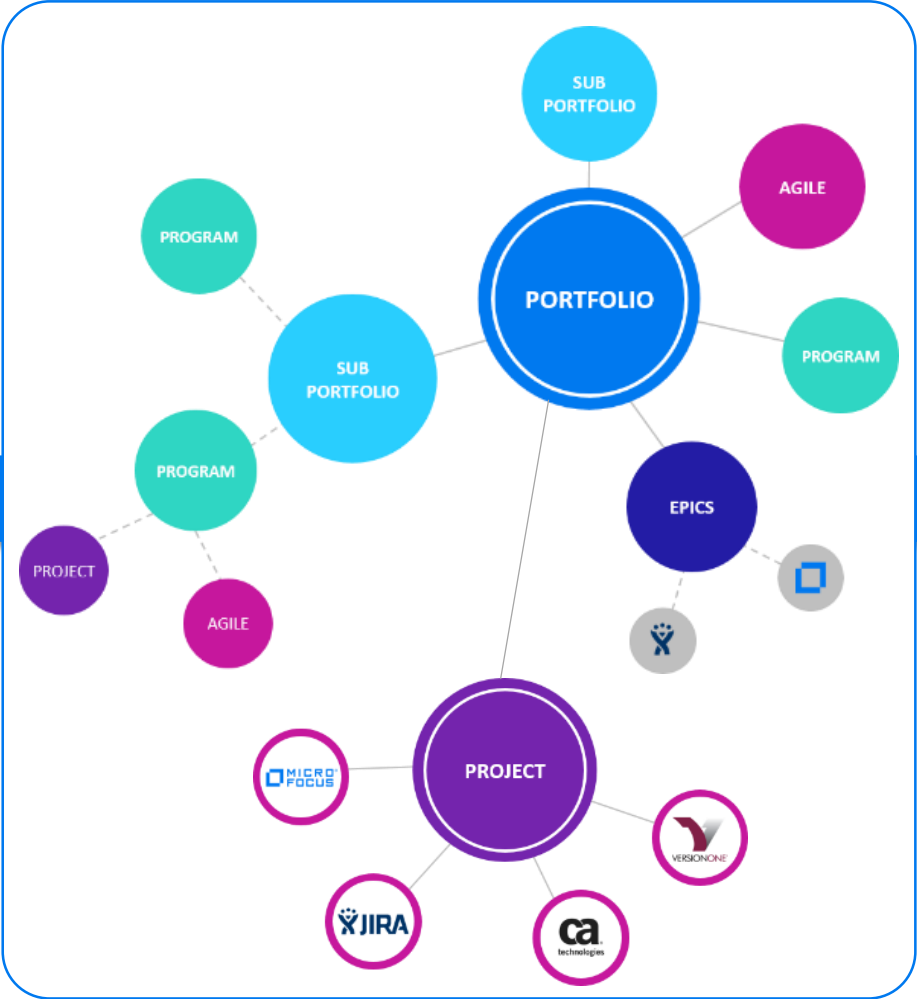 SUB
PORTFOLIO
AGILE
PROGRAM
PORTFOLIO
PROGRAM
SUB
PORTFOLIO
PROGRAM
EPICS
PROJECT
AGILE
PROJECT
MICRO
FOCUS
VERSIONONE
JIRA
ca
technologies